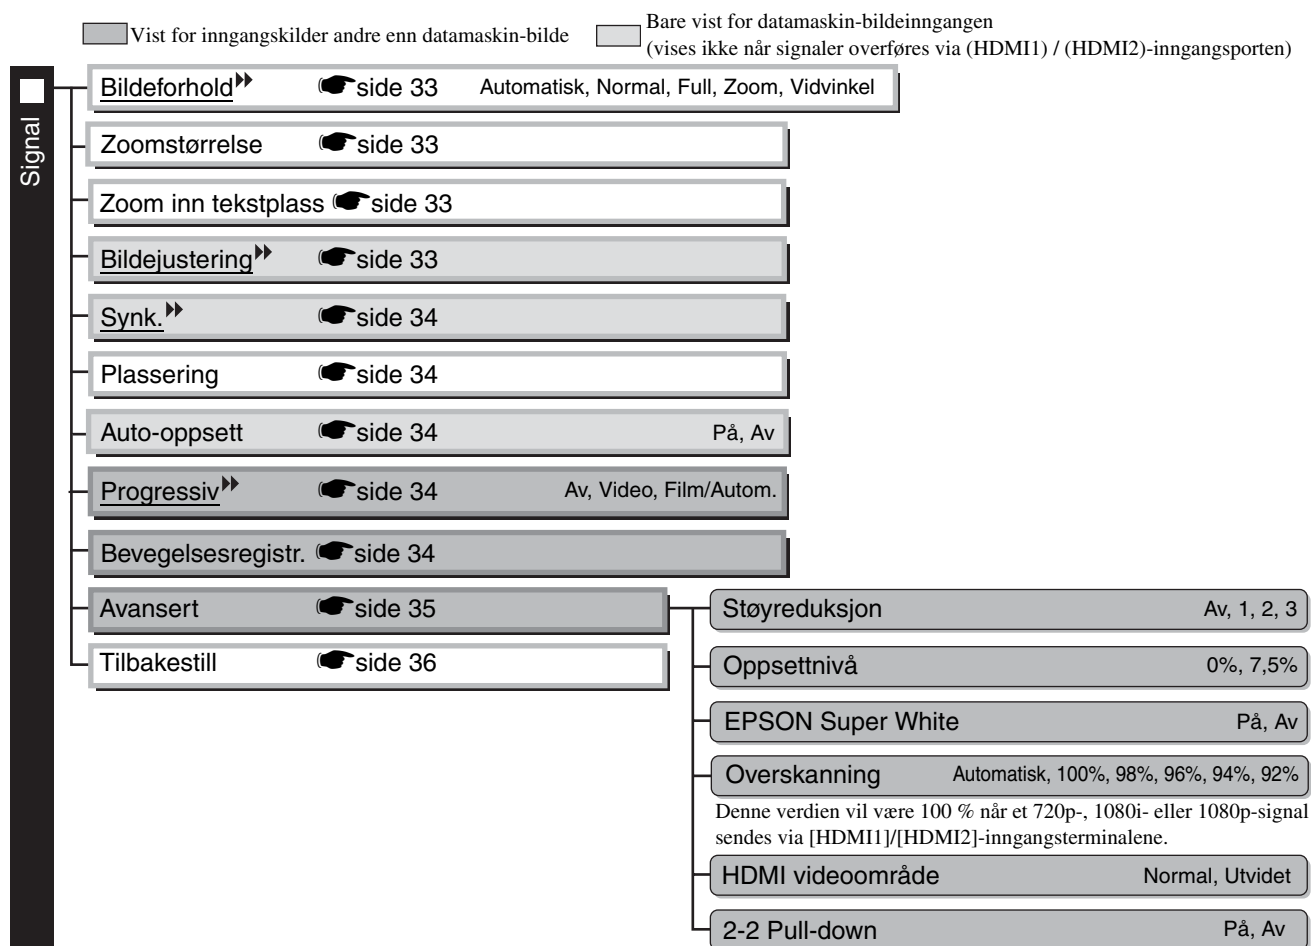 Vist for inngangskilder andre enn datamaskin-bilde
Bare vist for datamaskin-bildeinngangen
(vises ikke når signaler overføres via (HDMI1) / (HDMI2)-inngangsporten)
Signal
Bildeforhold side 33 Automatisk, Normal, Full, Zoom, Vidvinkel
Zoomstørrelse side 33
Zoom inn tekstplass side 33
Bildejustering side 33
Synk. side 34
Plassering side 34
Auto-oppsett side 34 På, Av
Progressiv side 34 Av, Video, Film/Autom.
Bevegelsesregistr. side 34
Avansert side 35
Støyreduksjon Av, 1, 2, 3
Tilbakestill side 36
Oppsettnivå 0%, 7,5%
EPSON Super White På, Av
Overskanning Automatisk, 100%, 98%, 96%, 94%, 92%
Denne verdien vil være 100 % når et 720p-, 1080i- eller 1080p-signal
sendes via [HDMI1]/[HDMI2]-inngangsterminalene.
HDMI videoområde Normal, Utvidet
2-2 Pull-down På, Av